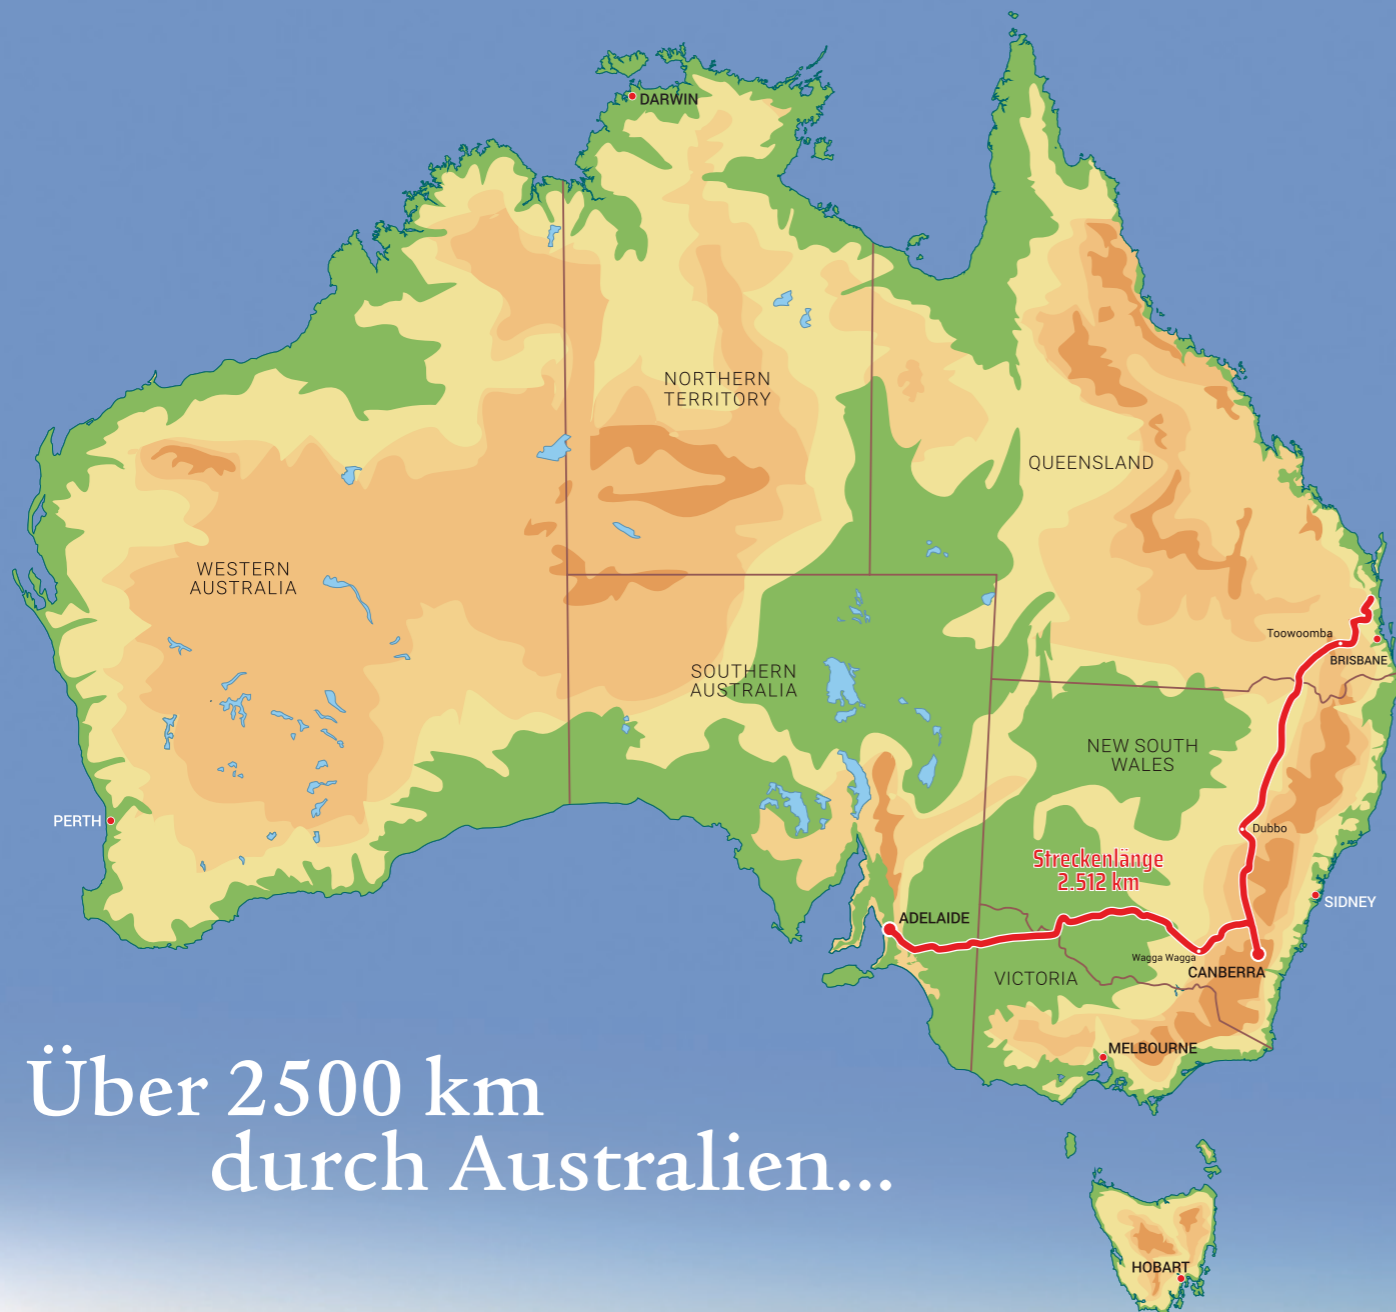 DARWIN
NORTHERN
TERRITORY
QUEENSLAND
WESTERN
AUSTRALIA
Toowoomba
BRISBANE
SOUTHERN
AUSTRALIA
NEW SOUTH
WALES
PERTH
Dubbo
Streckenlänge
2.512 km
SIDNEY
ADELAIDE
Wagga Wagga
CANBERRA
VICTORIA
MELBOURNE
Über 2500 km
durch Australien...
HOBART